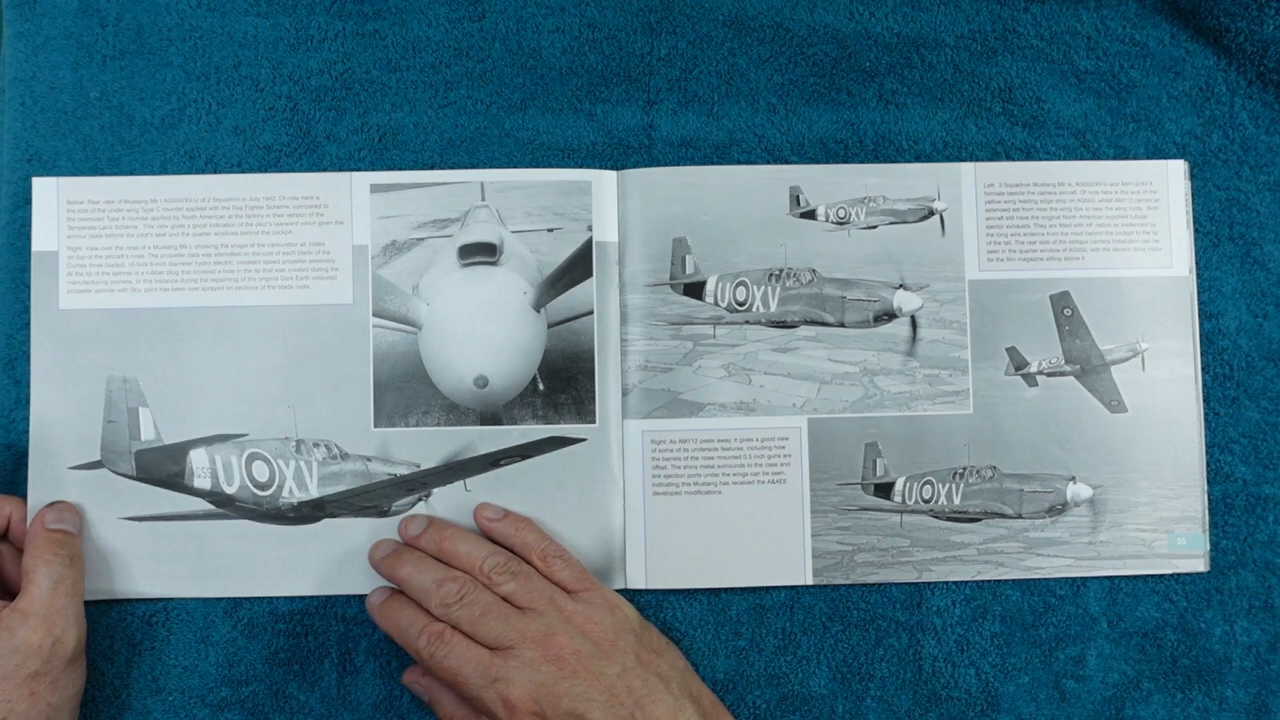 Below: Rear view of Mustang Mk I AG550/XV-U of 2 Squadron in July 1942. Of note here is
the size of the under-wing Type C roundel applied with the Day Fighter Scheme, compared to
the oversized Type A roundel applied by North American at the factory in their version of the
Temperate Land Scheme. This view gives a good indication of the pilot's rearward vision given the
armour plate behind the pilot's seat and the quarter windows behind the cockpit.
Right: View over the nose of a Mustang Mk I, showing the shape of the carburettor air intake
on top of the aircraft's nose. The propeller data was stencilled on the root of each blade of the
Curtiss three bladed, 10-foot 9-inch diameter hydro electric, constant speed propeller assembly.
At the tip of the spinner is a rubber plug that covered a hole in the tip that was created during the
manufacturing process. In this instance during the repainting of the original Dark Earth coloured
propeller spinner with Sky, paint has been over sprayed on sections of the blade roots.
U XV
X XV
U XV
Left: 2 Squadron Mustang Mk Is, AG550/XV-U and AM112/XV-X
formate beside the camera aircraft. Of note here is the lack of the
yellow wing leading edge strip on AG550, whilst AM112 carries an
extended set from near the wing tips to near the wing roots. Both
aircraft still have the original North American supplied tubular
ejector exhausts. They are fitted with HF radios as evidenced by
the long wire antenna from the mast behind the cockpit to the tip
of the tail. The rear side of the oblique camera installation can be
seen in the quarter window of AG550, with the electric drive motor
for the film magazine sitting above it.
Right: As AM112 peels away, it gives a good view
of some of its underside features, including how
the barrels of the nose mounted 0.5 inch guns are
offset. The shiny metal surrounds to the case and
link ejection ports under the wings can be seen,
indicating this Mustang has received the A&AEE
developed modifications.
U XV
33